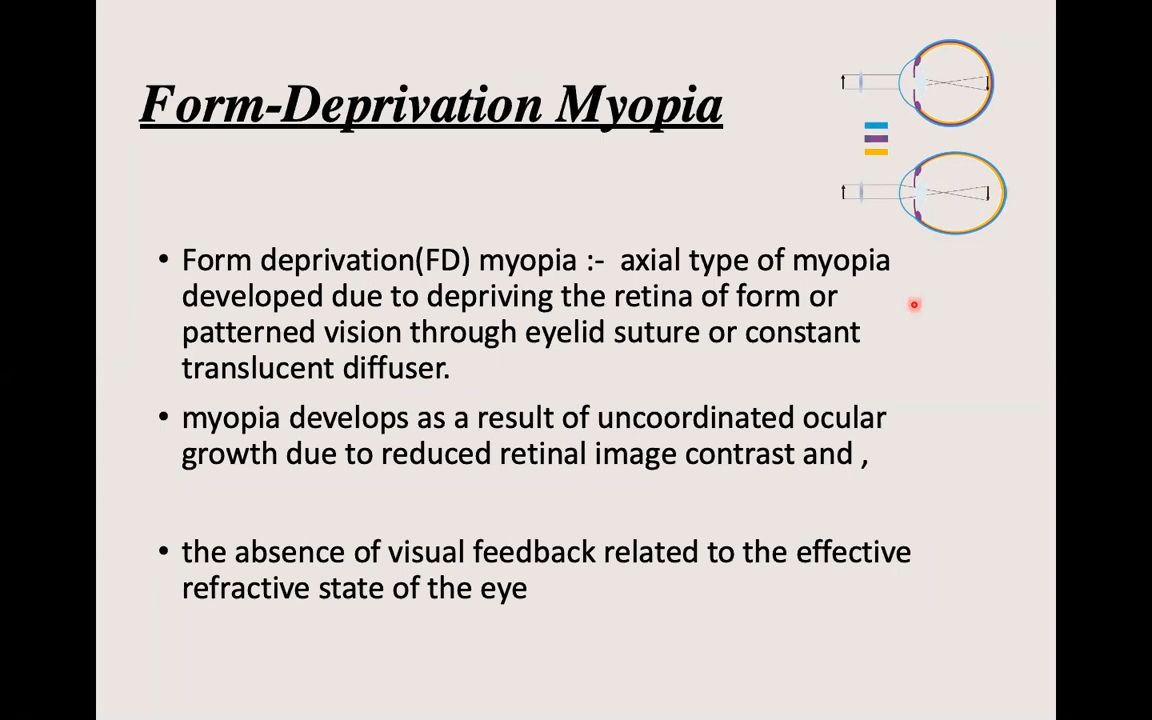 Form-Deprivation Myopia
• Form deprivation(FD) myopia :- axial type of myopia
developed due to depriving the retina of form or
patterned vision through eyelid suture or constant
translucent diffuser.
• myopia develops as a result of uncoordinated ocular
growth due to reduced retinal image contrast and ,
• the absence of visual feedback related to the effective
refractive state of the eye